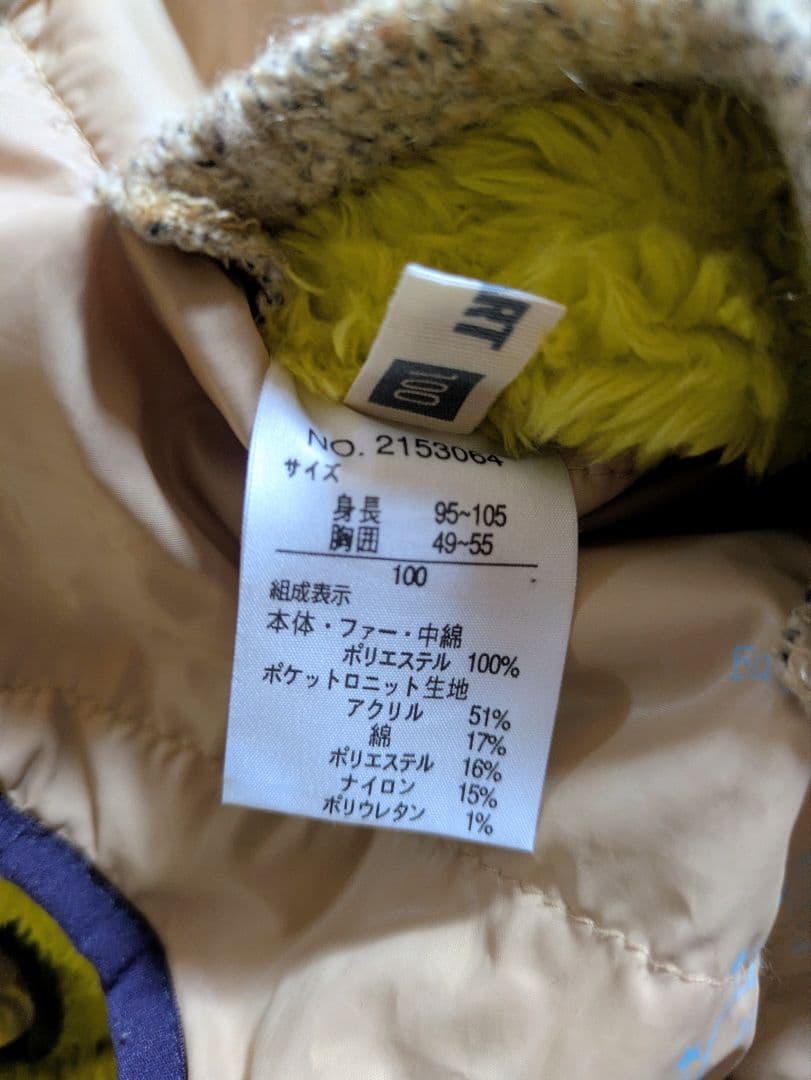 RT
100
NO. 2153064
サイズ
身長 95~105
胸囲 49~55
100
組成表示
本体・ファー・中綿
ポリエステル 100%
ポケット口ニット生地
アクリル 51%
綿 17%
ポリエステル 16%
ナイロン 15%
ポリウレタン 1%